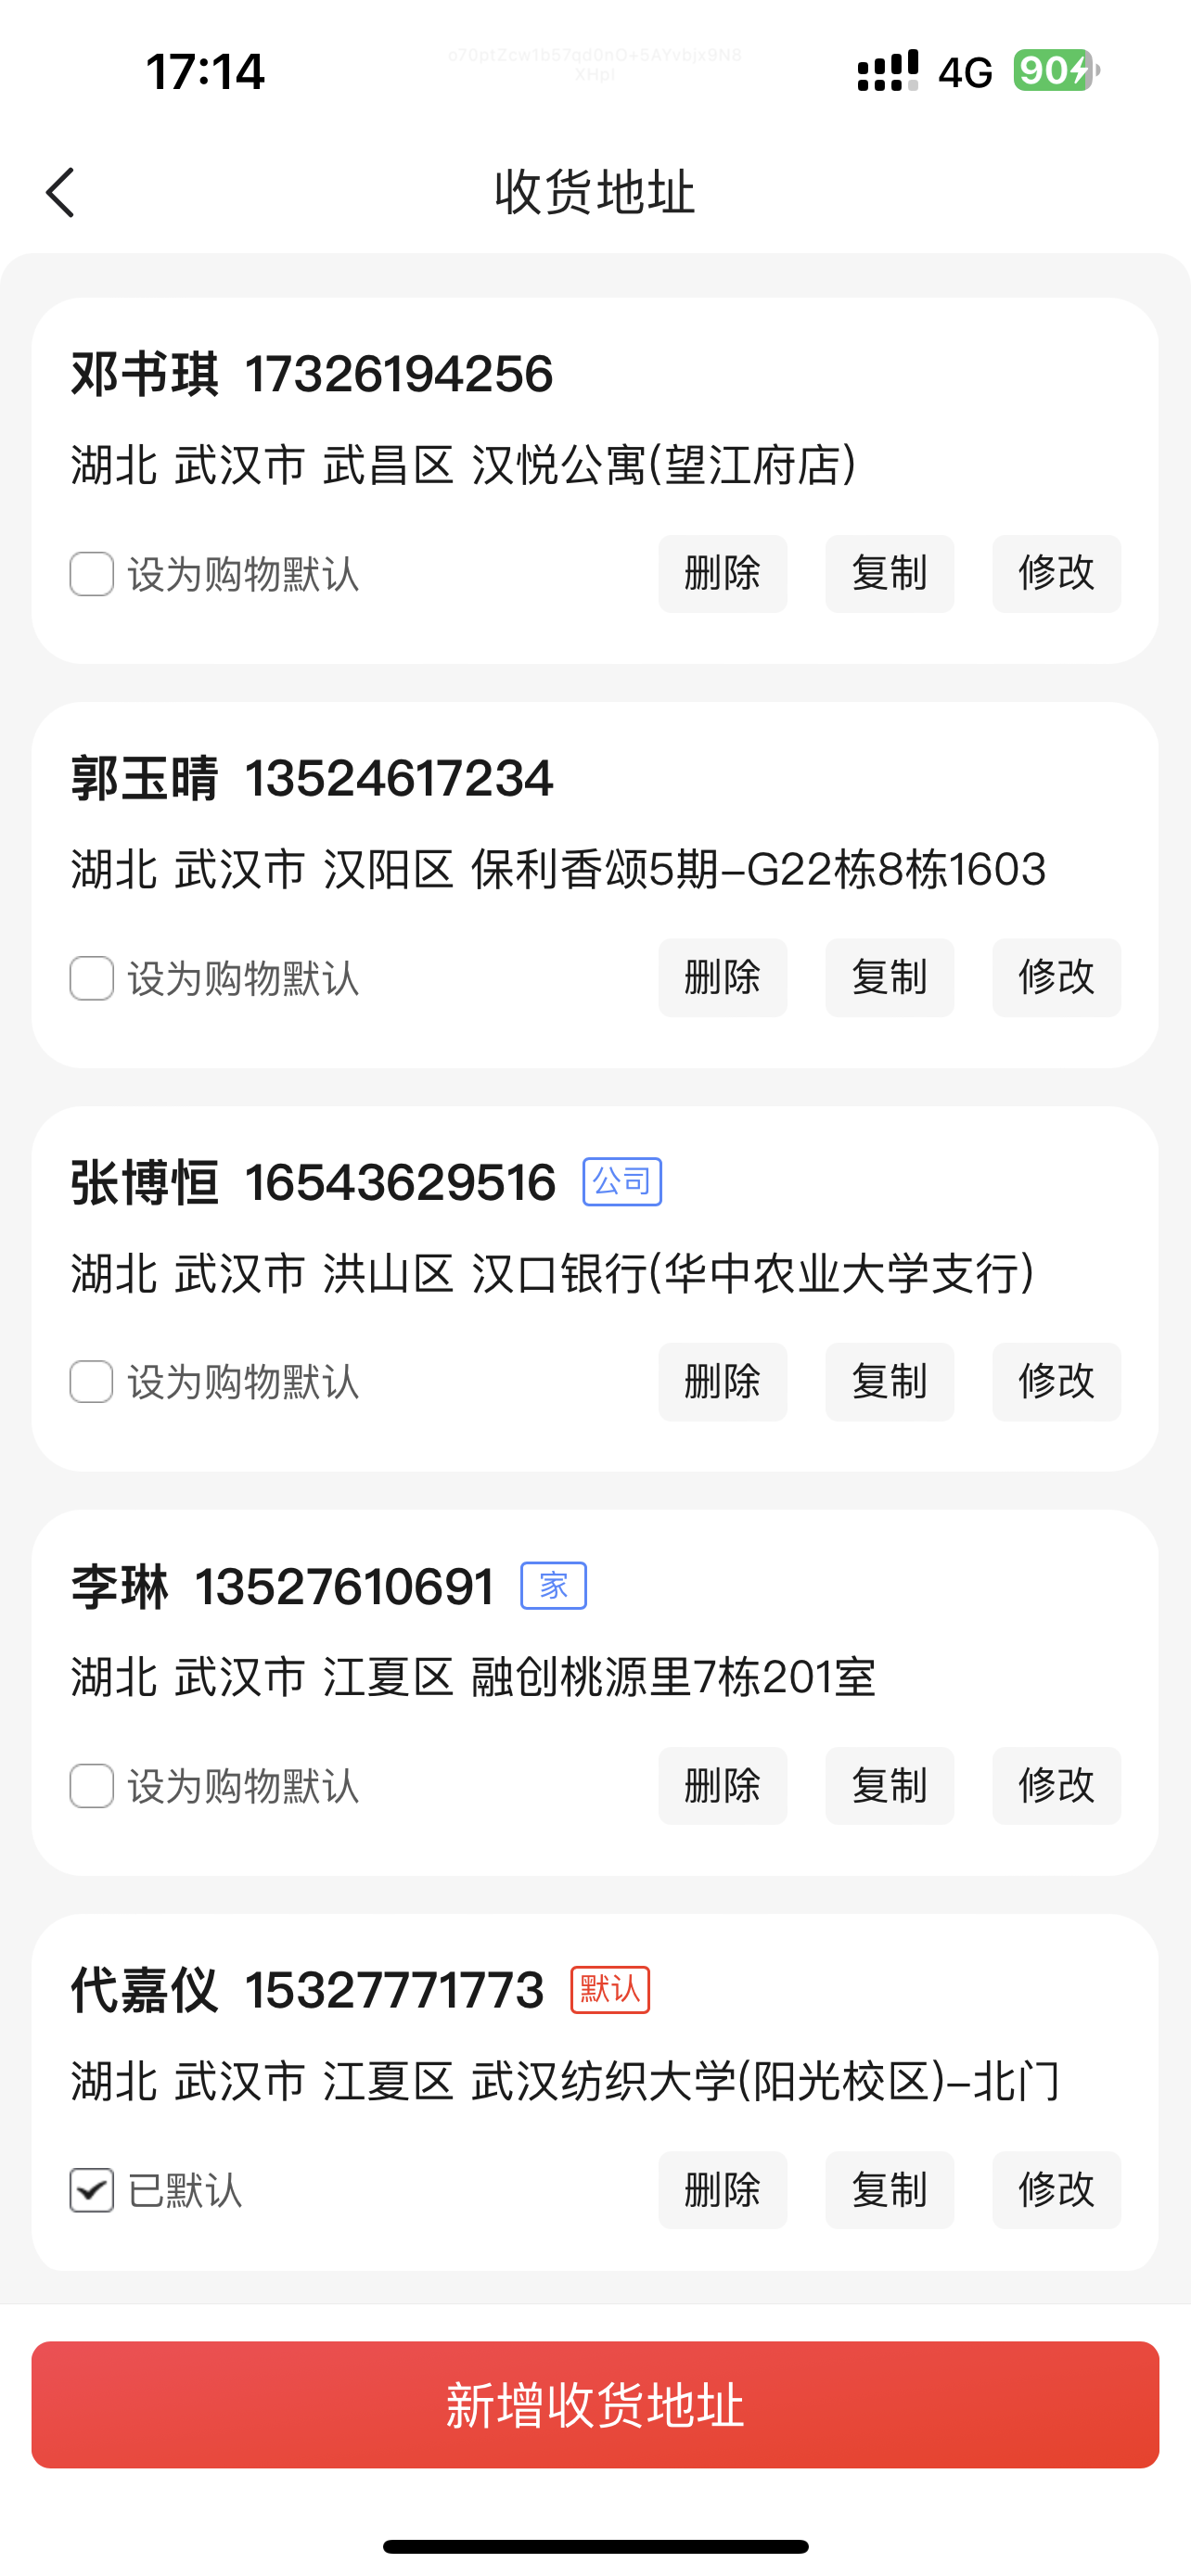 17:14
4G
90
收货地址
邓书琪 17326194256
湖北 武汉市 武昌区 汉悦公寓(望江府店)
设为购物默认 删除 复制 修改
郭玉晴 13524617234
湖北 武汉市 汉阳区 保利香颂5期-G22栋8栋1603
设为购物默认 删除 复制 修改
张博恒 16543629516 公司
湖北 武汉市 洪山区 汉口银行(华中农业大学支行)
设为购物默认 删除 复制 修改
李琳 13527610691 家
湖北 武汉市 江夏区 融创桃源里7栋201室
设为购物默认 删除 复制 修改
代嘉仪 15327771773 默认
湖北 武汉市 江夏区 武汉纺织大学(阳光校区)-北门
已默认 删除 复制 修改
新增收货地址